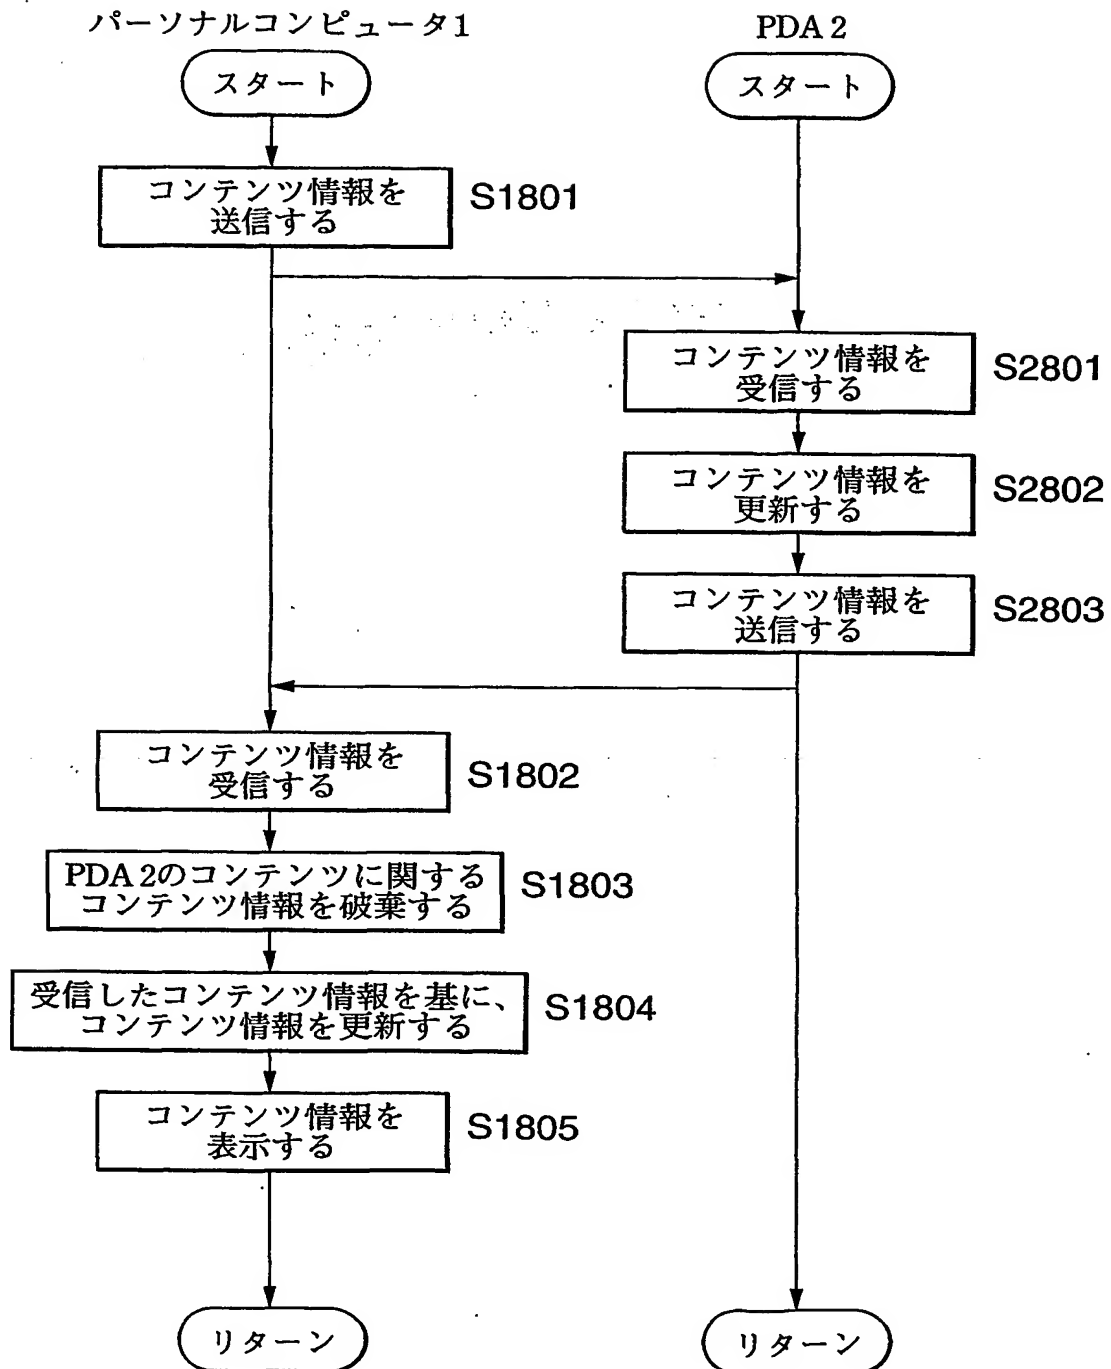 パーソナルコンピュータ1
PDA 2
スタート
スタート
コンテンツ情報を
送信する
S1801
コンテンツ情報を
受信する
S2801
コンテンツ情報を
更新する
S2802
コンテンツ情報を
送信する
S2803
コンテンツ情報を
受信する
S1802
PDA 2のコンテンツに関する
コンテンツ情報を破棄する
S1803
受信したコンテンツ情報を基に、
コンテンツ情報を更新する
S1804
コンテンツ情報を
表示する
S1805
リターン
リターン